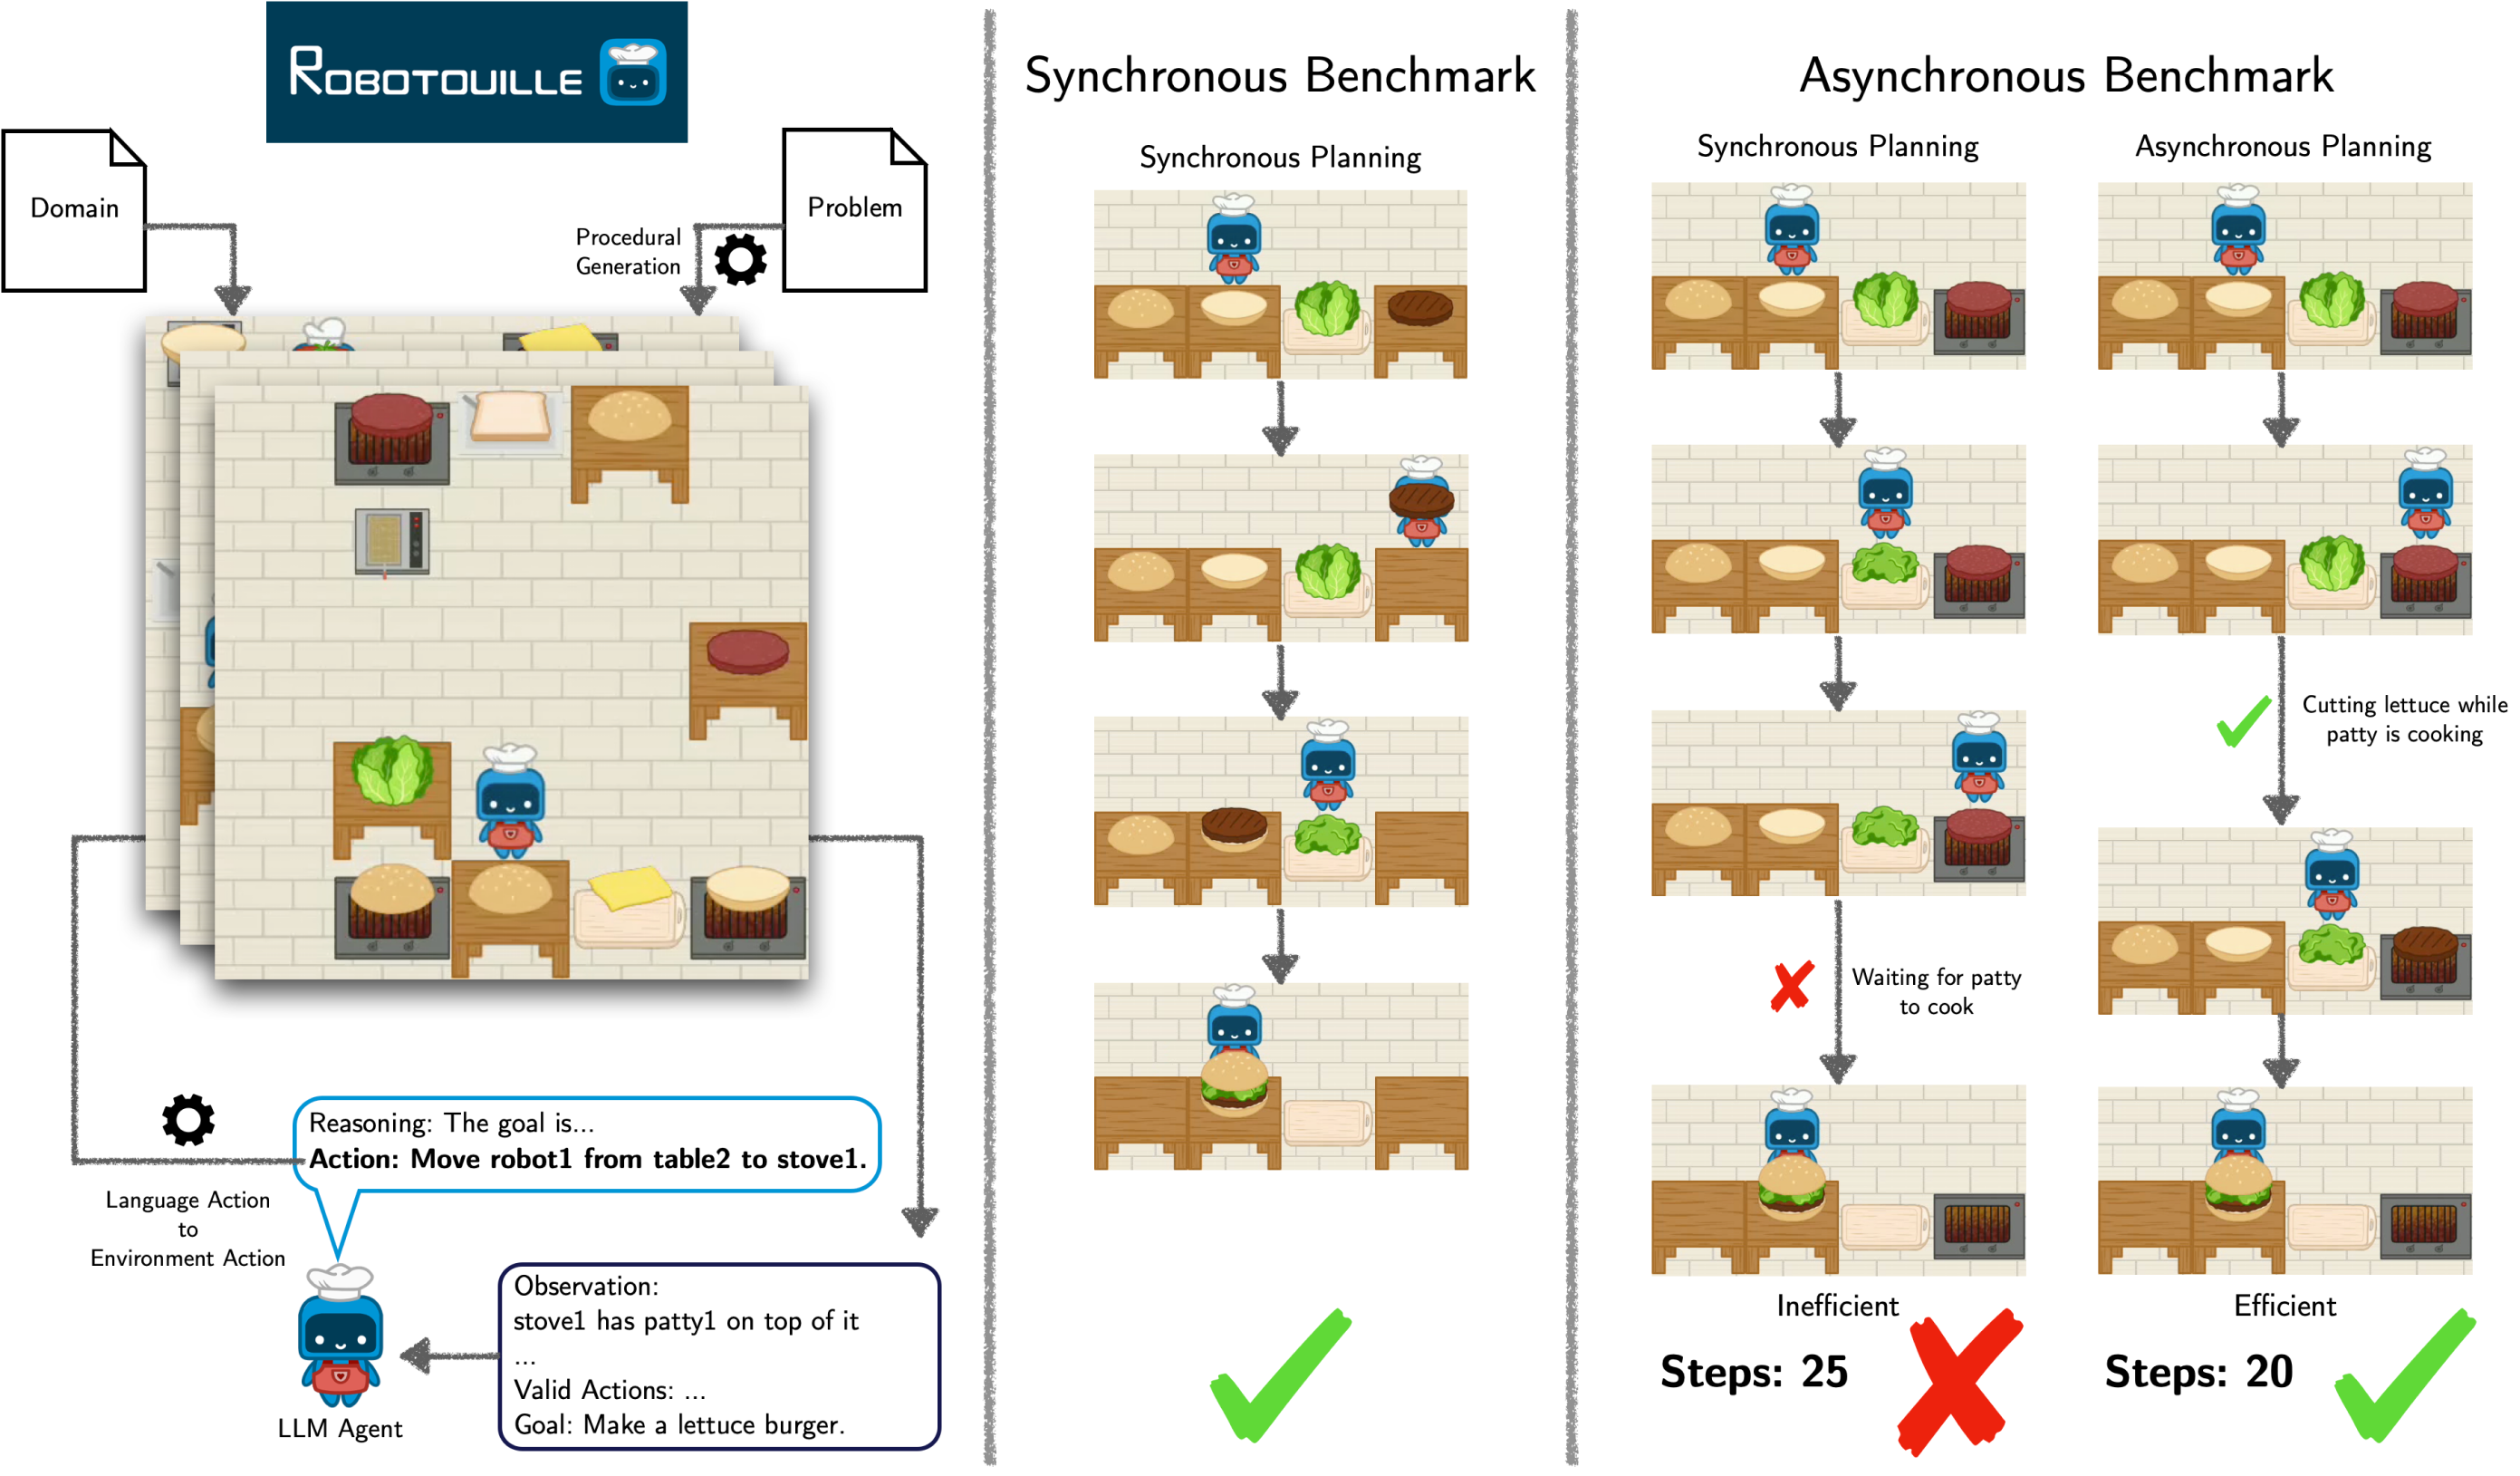 ROBOTOUILLE
Domain
Problem
Procedural
Generation
Reasoning: The goal is...
Action: Move robot1 from table2 to stove1.
Language Action
to
Environment Action
LLM Agent
Observation:
stove1 has patty1 on top of it
...
Valid Actions: ...
Goal: Make a lettuce burger.
Synchronous Benchmark
Synchronous Planning
Asynchronous Benchmark
Synchronous Planning
Waiting for patty
to cook
Inefficient
Steps: 25
Asynchronous Planning
Cutting lettuce while
patty is cooking
Efficient
Steps: 20